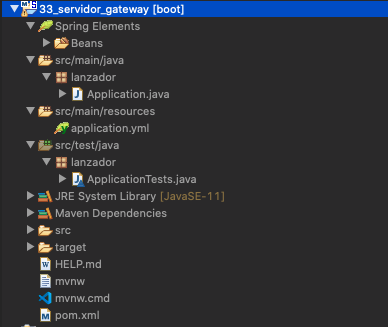 33_servidor_gateway [boot]
Spring Elements
Beans
src/main/java
lanzador
Application.java
src/main/resources
application.yml
src/test/java
lanzador
ApplicationTests.java
JRE System Library [JavaSE-11]
Maven Dependencies
src
target
HELP.md
mvnw
mvnw.cmd
pom.xml